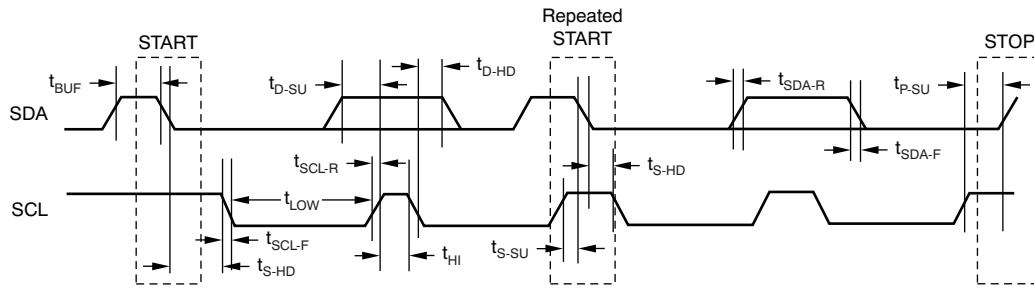 Repeated
START
START
STOP
tBUF
tD-SU
tD-HD
tSDA-R
tP-SU
SDA
tSCL-R
tS-HD
tSDA-F
SCL
tLOW
tSCL-F
tS-HD
tHI
tS-SU